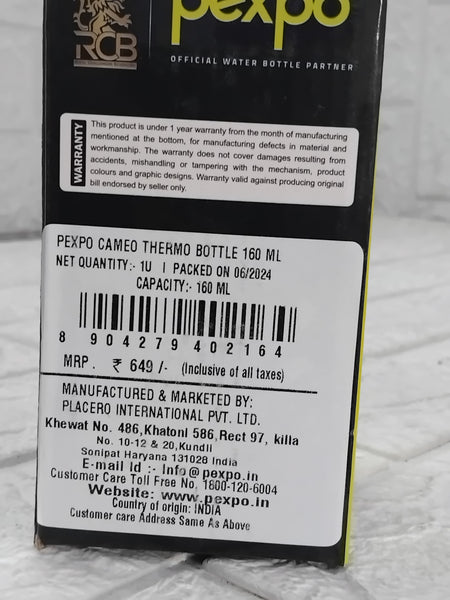 RCB
pexpo
OFFICIAL WATER BOTTLE PARTNER
WARRANTY
This product is under 1 year warranty from the month of manufacturing
mentioned at the bottom, for manufacturing defects in material and
workmanship. The warranty does not cover damages resulting from
accidents, mishandling or tampering with the mechanism, product
colours and graphic designs. Warranty valid against producing original
bill endorsed by seller only.
PEXPO CAMEO THERMO BOTTLE 160 ML
NET QUANTITY:- 1U | PACKED ON 06/2024
CAPACITY:- 160 ML
8 904279 402164
MRP . ₹ 649 /- (Inclusive of all taxes)
MANUFACTURED & MARKETED BY:
PLACERO INTERNATIONAL PVT. LTD.
Khewat No. 486,Khatoni 586,Rect 97, killa
No. 10-12 & 20,Kundli
Sonipat Haryana 131028 India
E-mail Id :- Info@pexpo.in
Customer Care Toll Free No. 1800-120-6004
Website: www.pexpo.in
Country of origin: INDIA
Customer care Address Same As Above